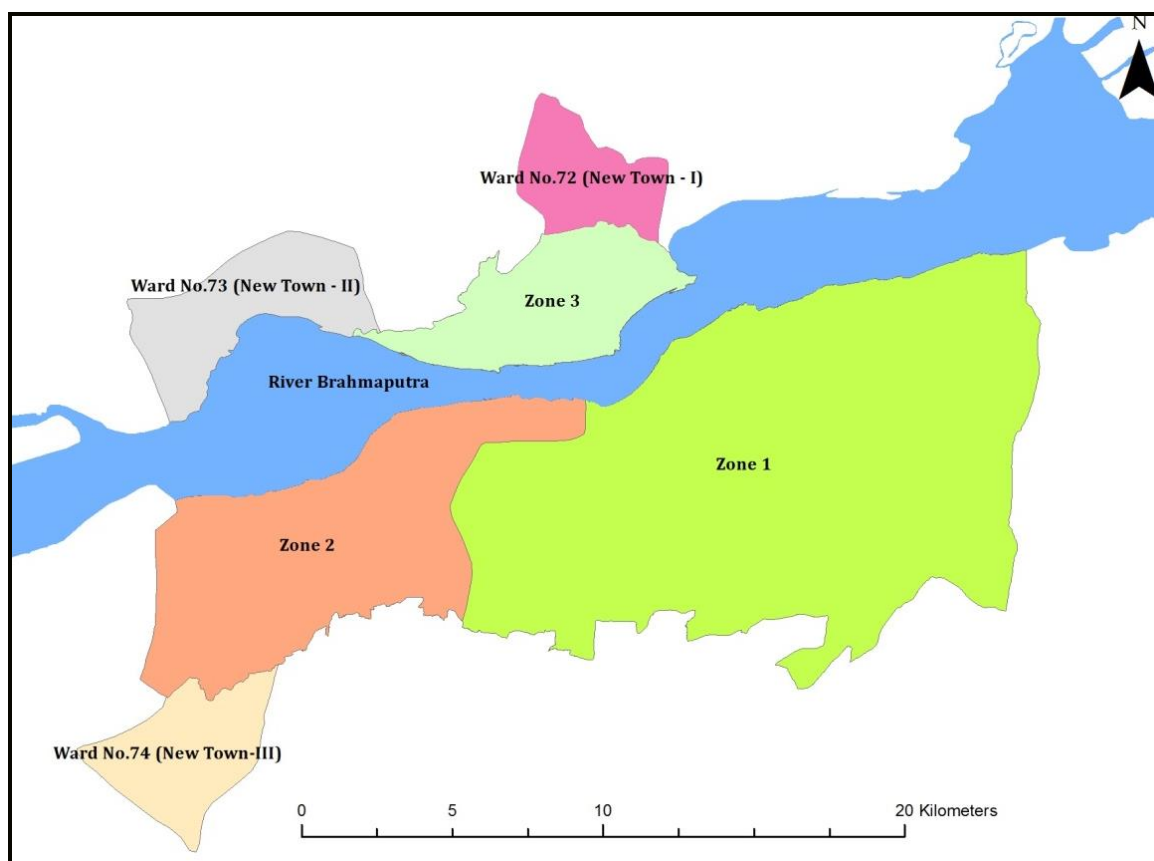 N
Ward No.72 (New Town - I)
Ward No.73 (New Town - II)
Zone 3
River Brahmaputra
Zone 1
Zone 2
Ward No.74 (New Town-III)
0 5 10 20 Kilometers